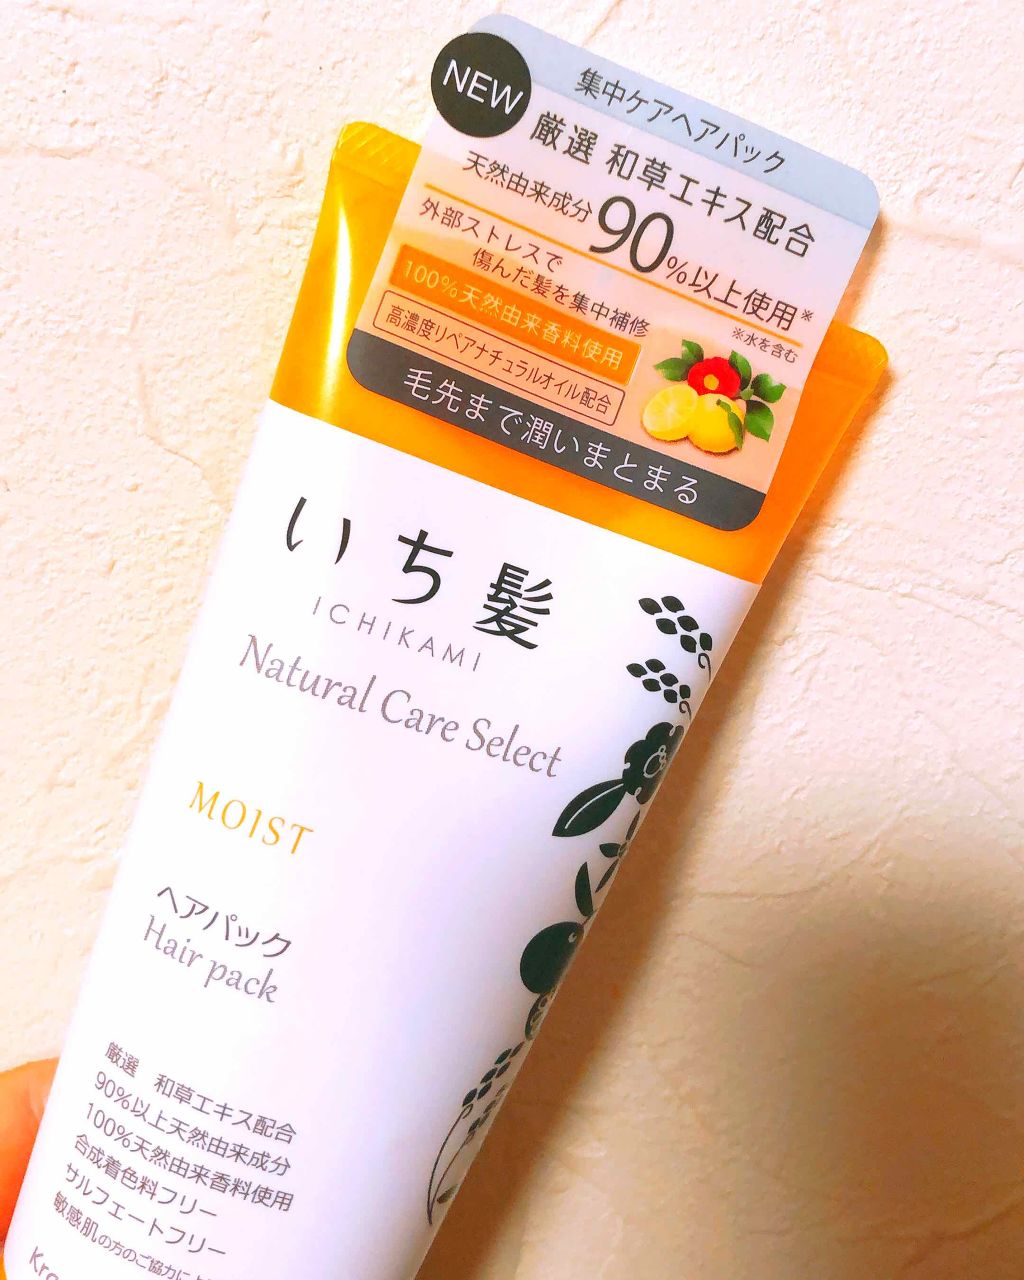 NEW
集中ケアヘアパック
厳選 和草エキス配合
天然由来成分90%以上使用※
※水を含む
外部ストレスで
傷んだ髪を集中補修
100%天然由来香料使用
高濃度リペアナチュラルオイル配合
毛先まで潤いまとまる
いち髪
ICHIKAMI
Natural Care Select
MOIST
ヘアパック
Hair pack
厳選 和草エキス配合
90%以上天然由来成分
100%天然由来香料使用
合成着色料フリー
サルフェートフリー
敏感肌の方のご協力に